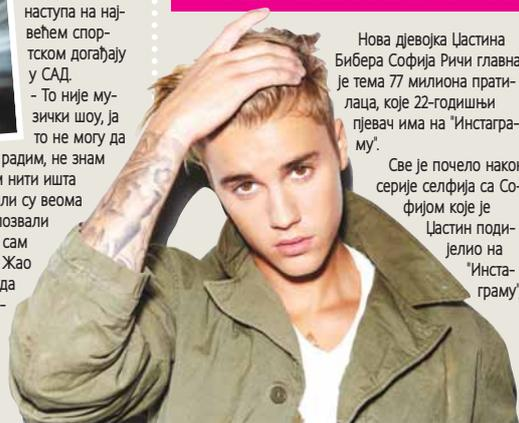 наступа на нај-
већем спор-
тском догађају
у САД.
- То није му-
зички шоу, ја
то не могу да
радим, не знам
нити ишта
ли су веома
позвали
сам
Жао
да
Нова дјевојка Џастина
Бибера Софија Ричи главна
је тема 77 милиона прати-
лаца, које 22-годишњи
пјевач има на "Инстагра-
му".
Све је почело након
серије селфија са Со-
фијом које је
Џастин поди-
јелио на
"Инста-
граму"